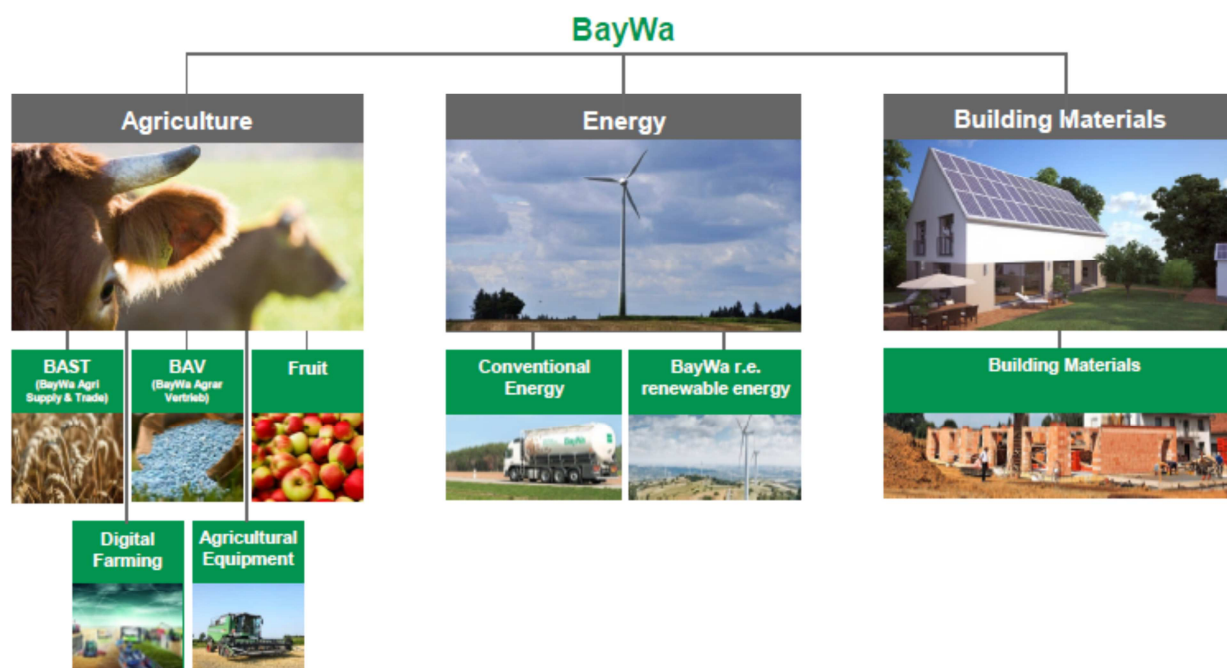 BayWa
Agriculture
Energy
Building Materials
BAST
(BayWa Agri
Supply & Trade)
BAV
(BayWa Agrar
Vertrieb)
Fruit
Conventional
Energy
BayWa r.e.
renewable energy
Building Materials
BayWa
Digital
Farming
Agricultural
Equipment